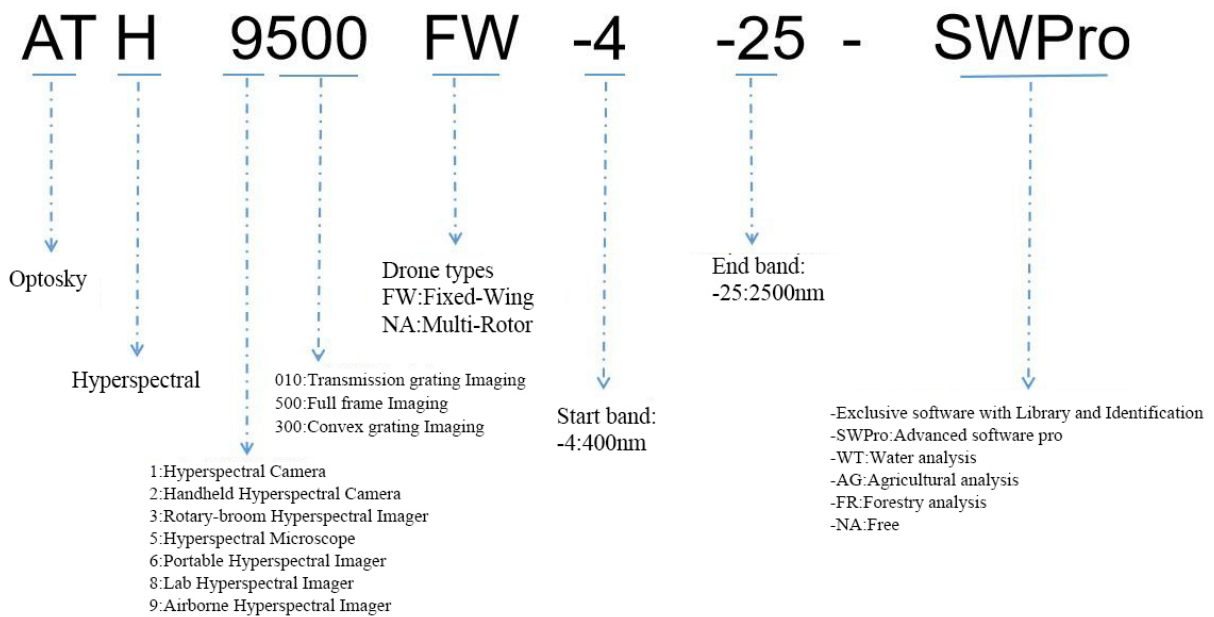 AT H 9500 FW -4 -25 - SWPro
Optosky
Hyperspectral
1:Hyperspectral Camera
2:Handheld Hyperspectral Camera
3:Rotary-broom Hyperspectral Imager
5:Hyperspectral Microscope
6:Portable Hyperspectral Imager
8:Lab Hyperspectral Imager
9:Airborne Hyperspectral Imager
010:Transmission grating Imaging
500:Full frame Imaging
300:Convex grating Imaging
Drone types
FW:Fixed-Wing
NA:Multi-Rotor
Start band:
-4:400nm
End band:
-25:2500nm
-Exclusive software with Library and Identification
-SWPro:Advanced software pro
-WT:Water analysis
-AG:Agricultural analysis
-FR:Forestry analysis
-NA:Free